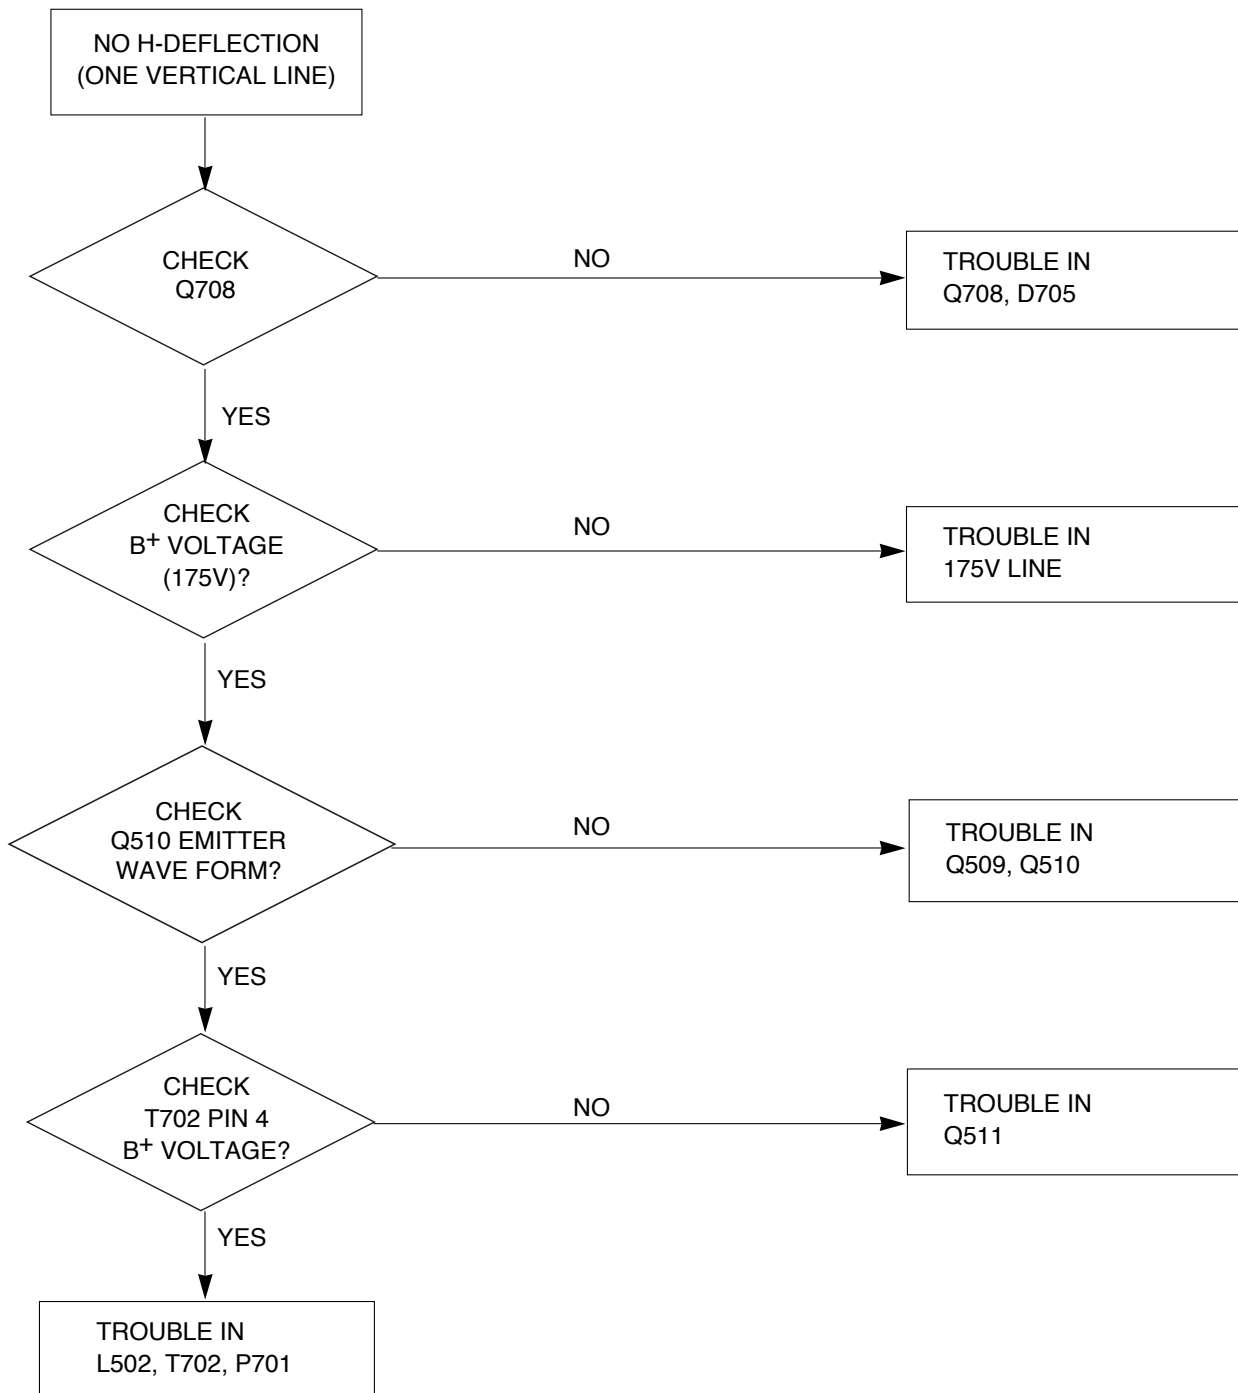 NO H-DEFLECTION
(ONE VERTICAL LINE)
CHECK
Q708
NO
TROUBLE IN
Q708, D705
YES
CHECK
B+ VOLTAGE
(175V)?
NO
TROUBLE IN
175V LINE
YES
CHECK
Q510 EMITTER
WAVE FORM?
NO
TROUBLE IN
Q509, Q510
YES
CHECK
T702 PIN 4
B+ VOLTAGE?
NO
TROUBLE IN
Q511
YES
TROUBLE IN
L502, T702, P701